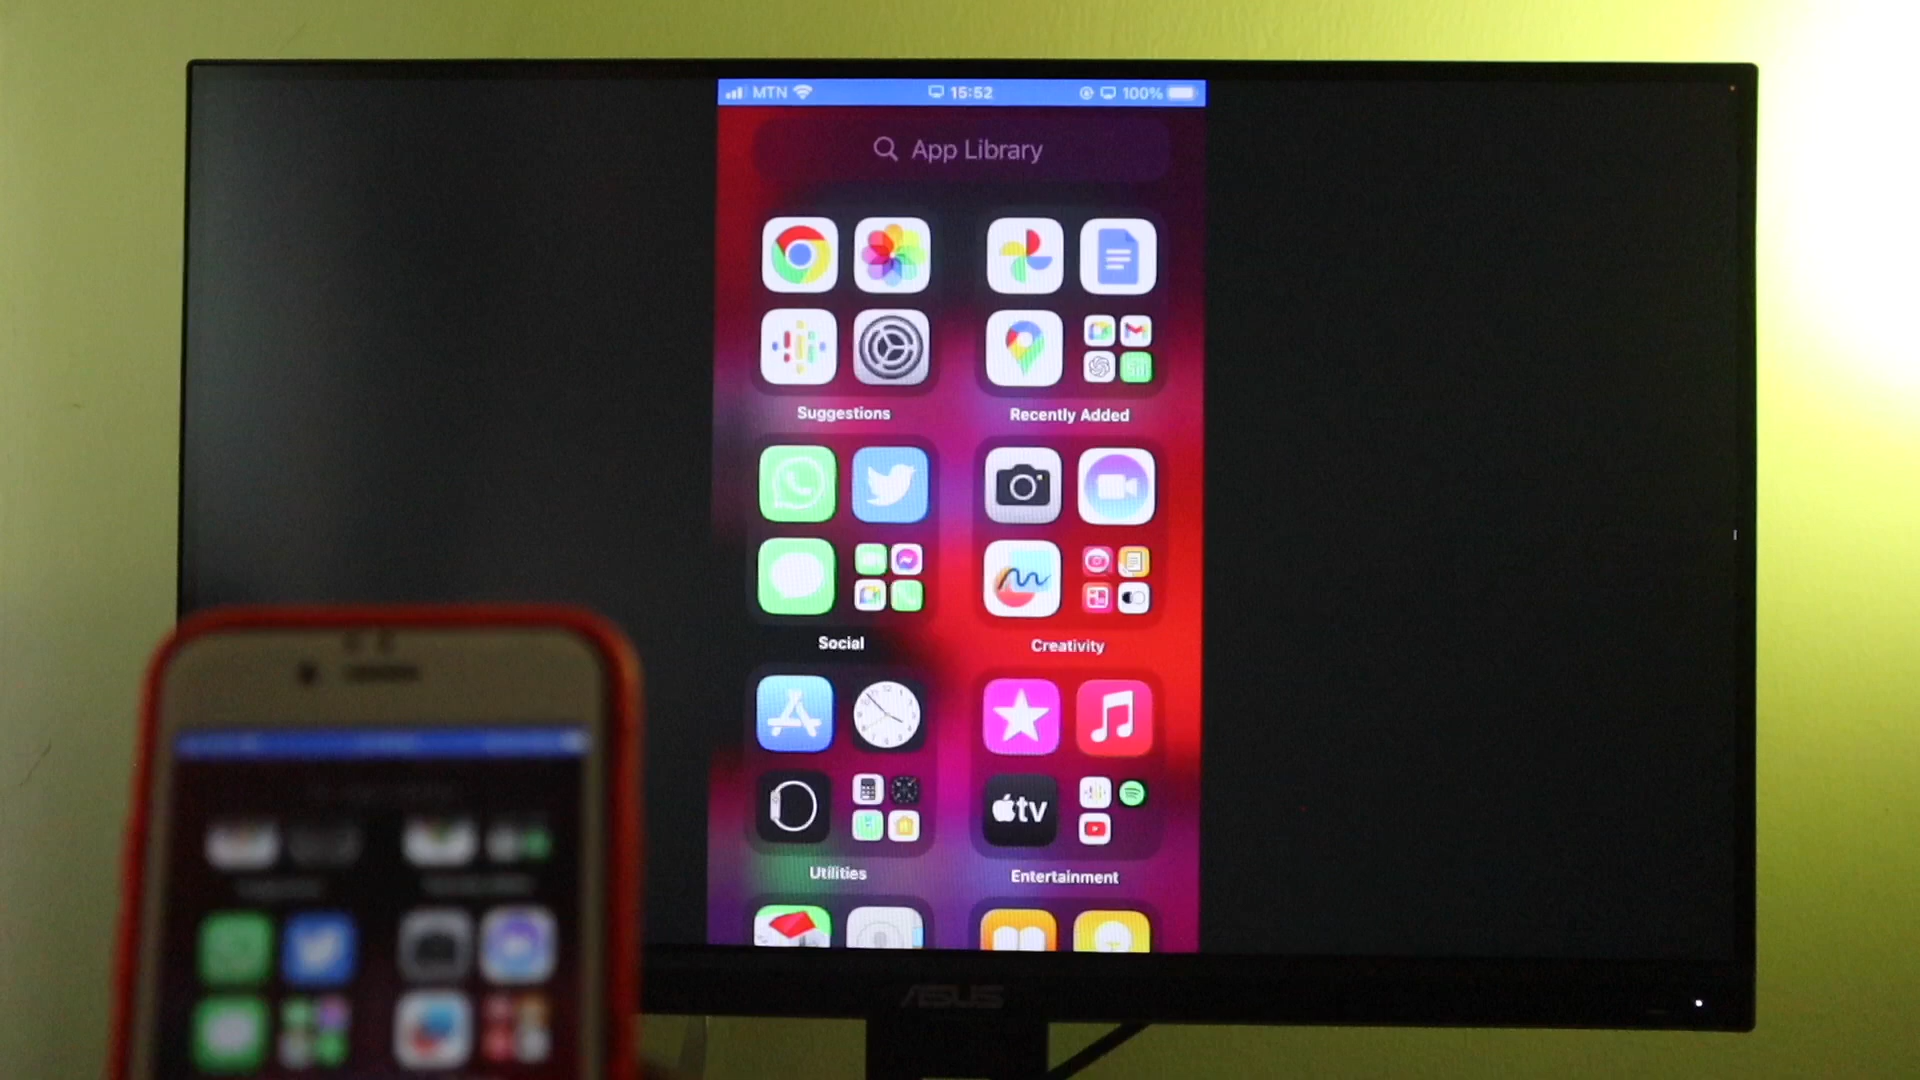 MTN 15:52 100%
App Library
Suggestions Recently Added
Social Creativity
tv
Utilities Entertainment
ASUS